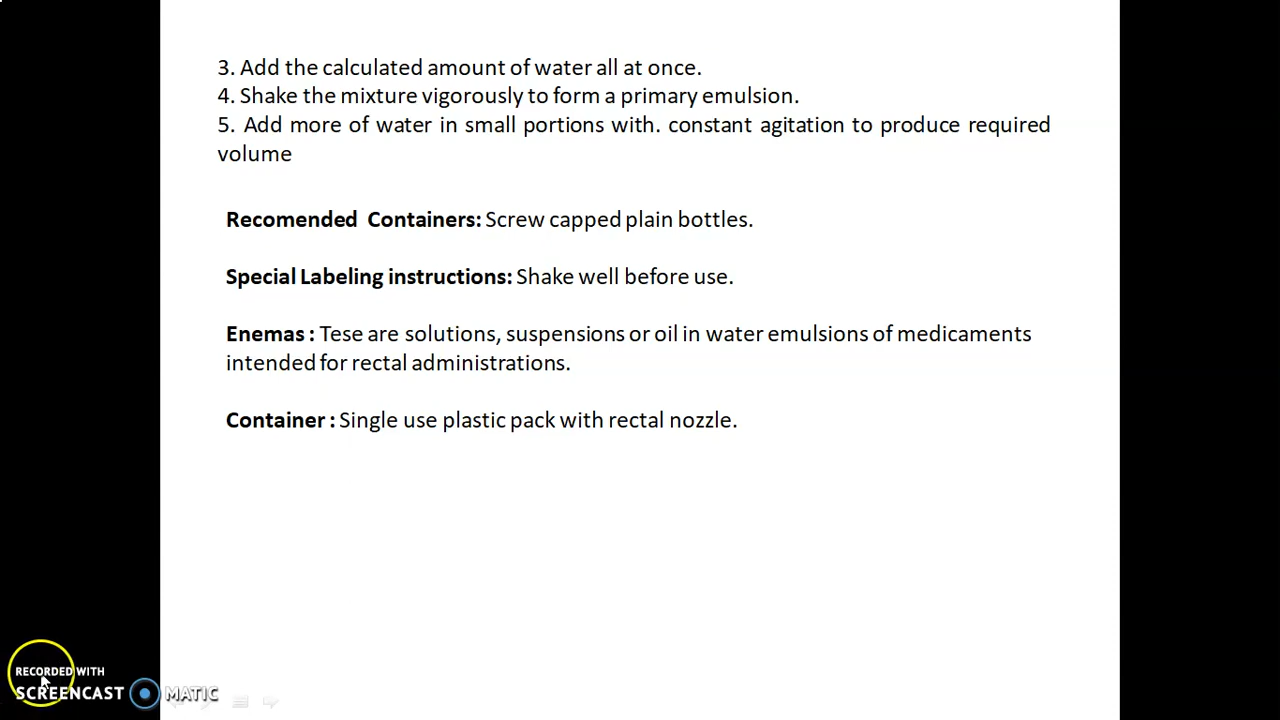 3. Add the calculated amount of water all at once.
4. Shake the mixture vigorously to form a primary emulsion.
5. Add more of water in small portions with. constant agitation to produce required
volume
Recomended Containers: Screw capped plain bottles.
Special Labeling instructions: Shake well before use.
Enemas : Tese are solutions, suspensions or oil in water emulsions of medicaments
intended for rectal administrations.
Container : Single use plastic pack with rectal nozzle.
RECORDED WITH
SCREENCAST MATIC